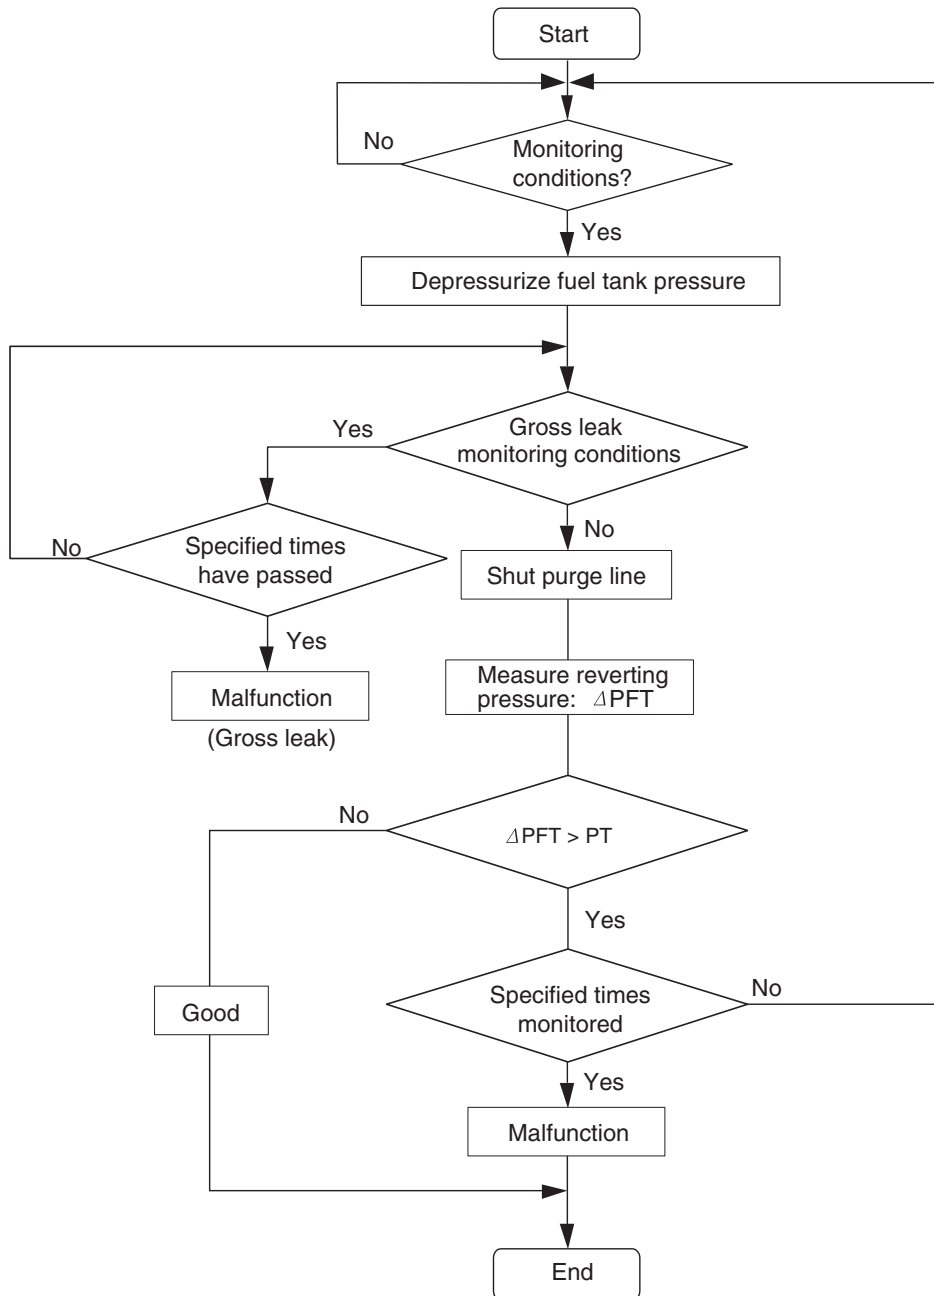 Start
No
Monitoring
conditions?
Yes
Depressurize fuel tank pressure
Yes
Gross leak
monitoring conditions
No
Specified times
have passed
No
Shut purge line
Yes
Malfunction
(Gross leak)
Measure reverting
pressure: ΔPFT
No
ΔPFT > PT
Yes
Good
Specified times
monitored
No
Yes
Malfunction
End